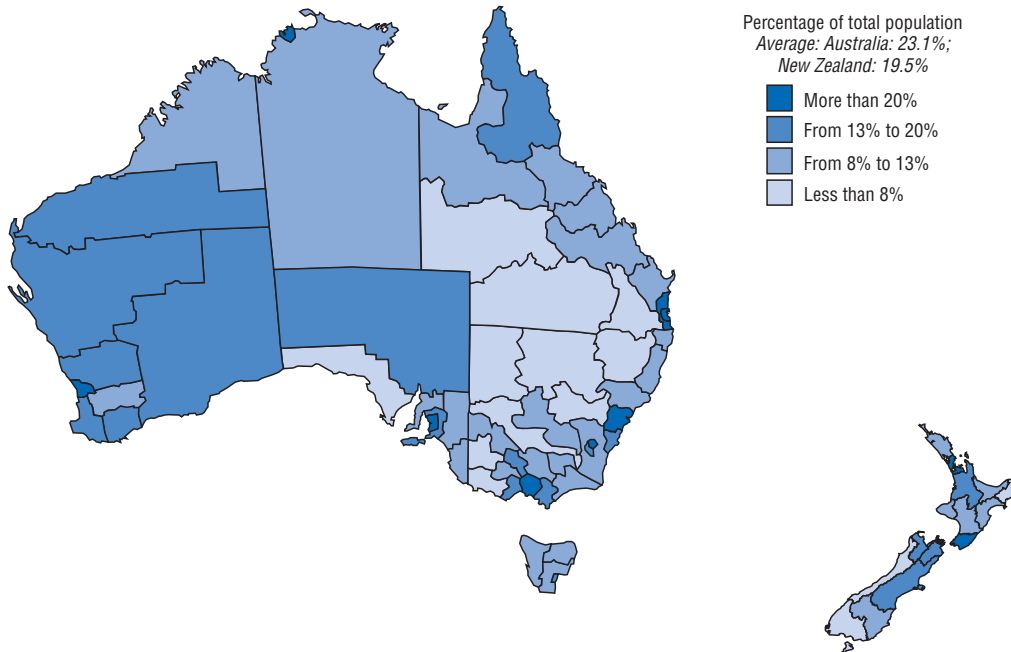 Percentage of total population
Average: Australia: 23.1%;
New Zealand: 19.5%
More than 20%
From 13% to 20%
From 8% to 13%
Less than 8%